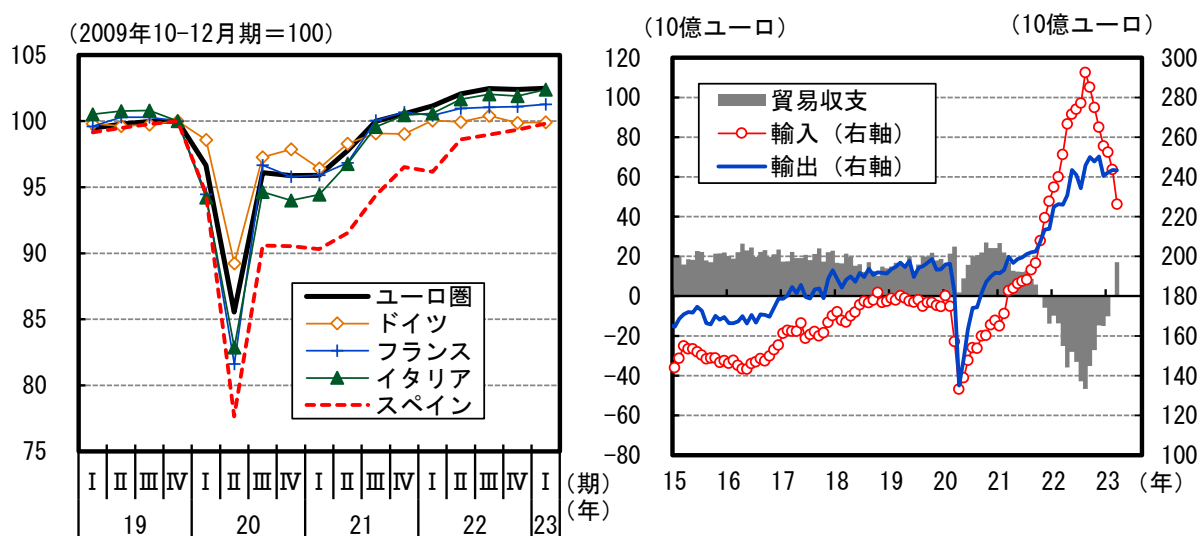 （2009年10-12月期＝100）
105
100
95
90
85
80
75
ユーロ圏
ドイツ
フランス
イタリア
スペイン
Ⅰ Ⅱ Ⅲ Ⅳ Ⅰ Ⅱ Ⅲ Ⅳ Ⅰ Ⅱ Ⅲ Ⅳ Ⅰ Ⅱ Ⅲ Ⅳ Ⅰ （期）
19 20 21 22 23 （年）
（10億ユーロ） （10億ユーロ）
120 300
100 280
80 260
60 240
40 220
20 200
0 180
-20 160
-40 140
-60 120
-80 100
貿易収支
輸入（右軸）
輸出（右軸）
15 16 17 18 19 20 21 22 23 （年）